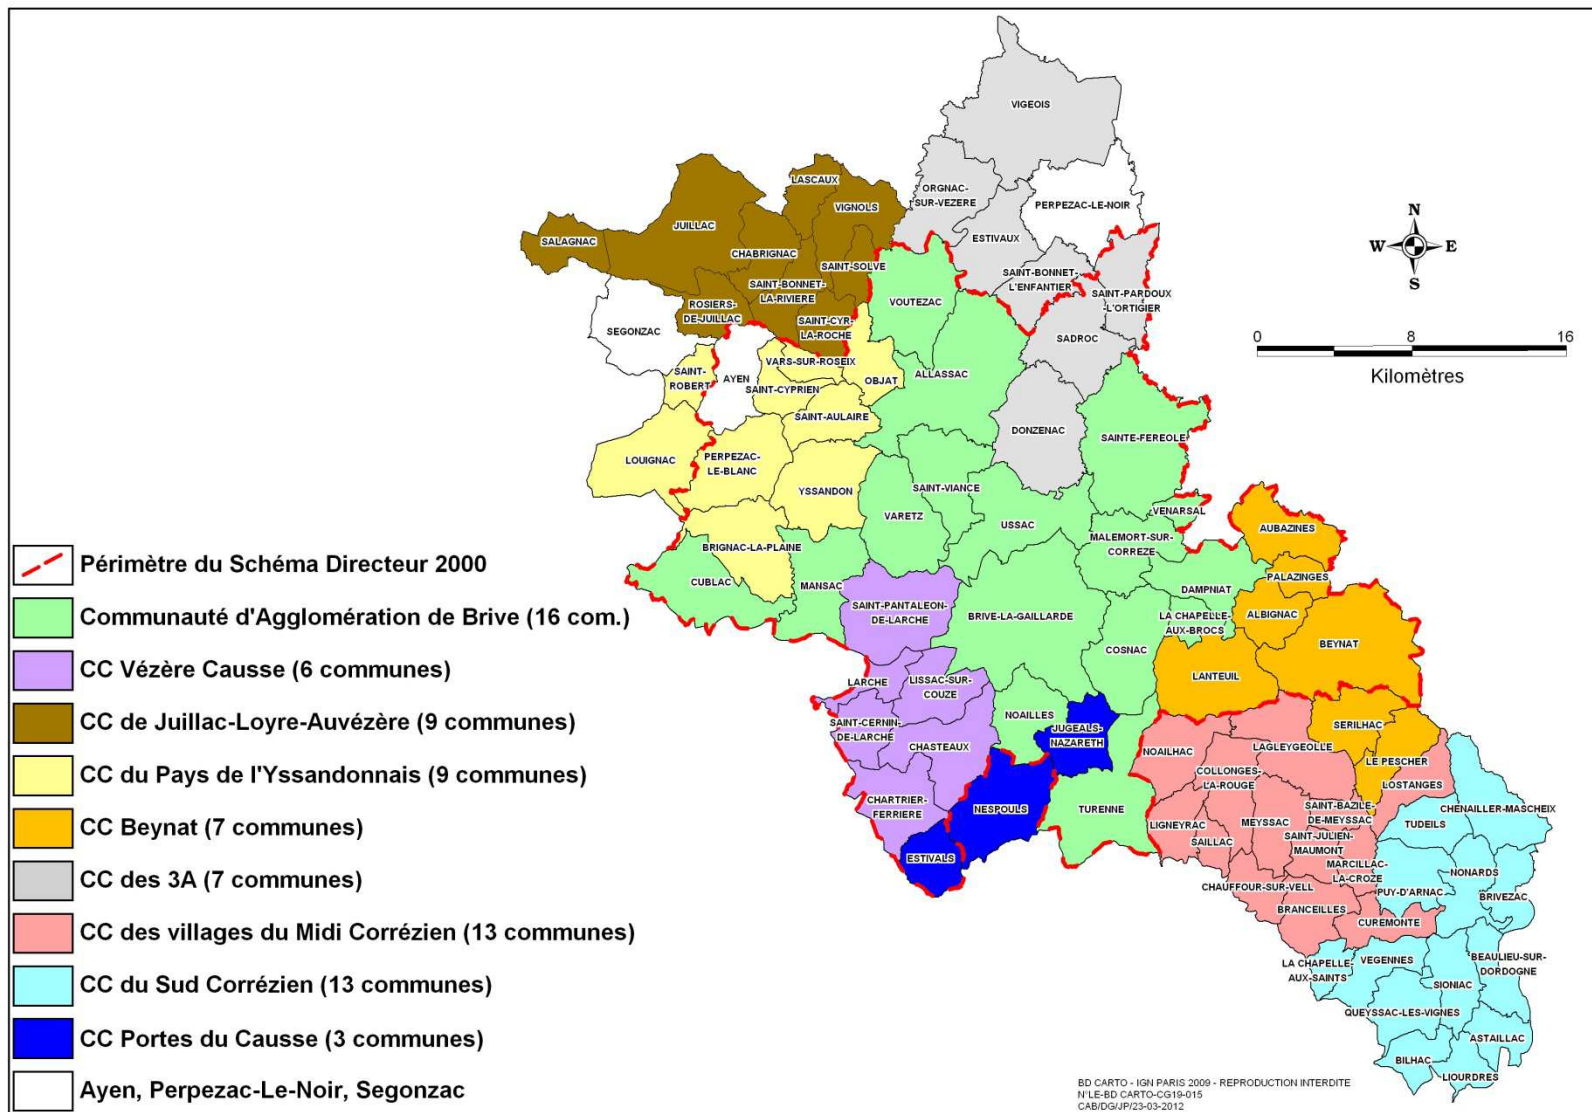 VIGEOIS
LASCAUX
ORGNAC-
SUR-VEZERE
VIGNOLS
PERPEZAC-LE-NOIR
JUILLAC
N
SALAGNAC
ESTIVAUX
W
E
CHABRIGNAC
SAINT-SOLVE
SAINT-BONNET-
L'ENFANTIER
S
SAINT-BONNET-
LA-RIVIERE
SAINT-PARDOUX
-L'ORTIGIER
VOUTEZAC
ROSIERS-
DE-JUILLAC
SAINT-CYR-
LA-ROCHE
SEGONZAC
SADROC
0
8
16
Kilomètres
VARS-SUR-ROSEIX
SAINT-
ROBERT
AYEN
OBJAT
ALLASSAC
SAINT-CYPRIEN
SAINT-AULAIRE
DONZENAC
SAINTE-FEREOLE
LOUIGNAC
PERPEZAC-
LE-BLANC
YSSANDON
SAINT-VIANCE
VARETZ
USSAC
VENARSAL
AUBAZINES
MALEMORT-SUR-
CORREZE
BRIGNAC-LA-PLAINE
CUBLAC
MANSAC
PALAZINGES
DAMPNIAT
SAINT-PANTALEON-
DE-LARCHE
BRIVE-LA-GAILLARDE
LA CHAPELLE-
AUX-BROCS
ALBIGNAC
BEYNAT
COSNAC
LANTEUIL
LARCHE
LISSAC-SUR-
COUZE
NOAILLES
JUGEALS-
NAZARETH
SAINT-CERNIN-
DE-LARCHE
CHASTEAUX
SERILHAC
NOAILHAC
LAGLEYGEOLLE
LE PESCHER
COLLONGES-
LA-ROUGE
LOSTANGES
CHARTRIER-
FERRIERE
NESPOULS
TURENNE
SAINT-BAZILE-
DE-MEYSSAC
CHENAILLER-MASCHEIX
LIGNEYRAC
MEYSSAC
TUDEILS
SAILLAC
SAINT-JULIEN-
MAUMONT
ESTIVALS
MARCILLAC-
LA-CROZE
NONARDS
CHAUFFOUR-SUR-VELL
PUY-D'ARNAC
BRIVEZAC
BRANCEILLES
CUREMONTE
LA CHAPELLE-
AUX-SAINTS
VEGENNES
BEAULIEU-SUR-
DORDOGNE
SIONIAC
QUEYSSAC-LES-VIGNES
ASTAILLAC
BILHAC
LIOURDRES
Périmètre du Schéma Directeur 2000
Communauté d'Agglomération de Brive (16 com.)
CC Vézère Causse (6 communes)
CC de Juillac-Loyre-Auvézère (9 communes)
CC du Pays de l'Yssandonnais (9 communes)
CC Beynat (7 communes)
CC des 3A (7 communes)
CC des villages du Midi Corrézien (13 communes)
CC du Sud Corrézien (13 communes)
CC Portes du Causse (3 communes)
Ayen, Perpezac-Le-Noir, Segonzac
BD CARTO - IGN PARIS 2009 - REPRODUCTION INTERDITE
N°LE-BD CARTO-CG19-015
CAB/DG/JP/23-03-2012